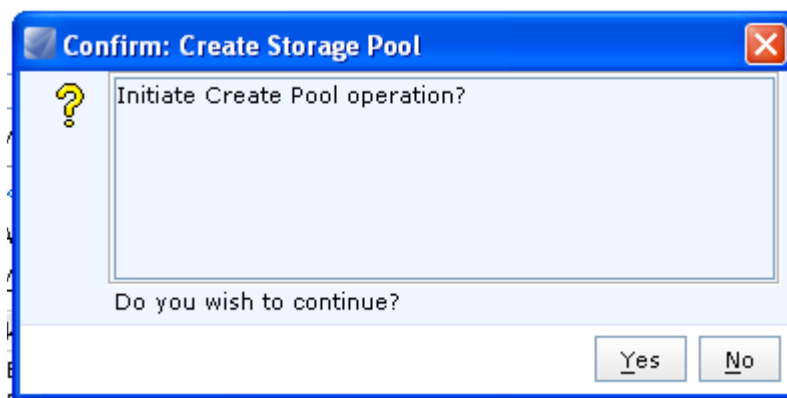 Confirm: Create Storage Pool
Initiate Create Pool operation?
Do you wish to continue?
Yes No